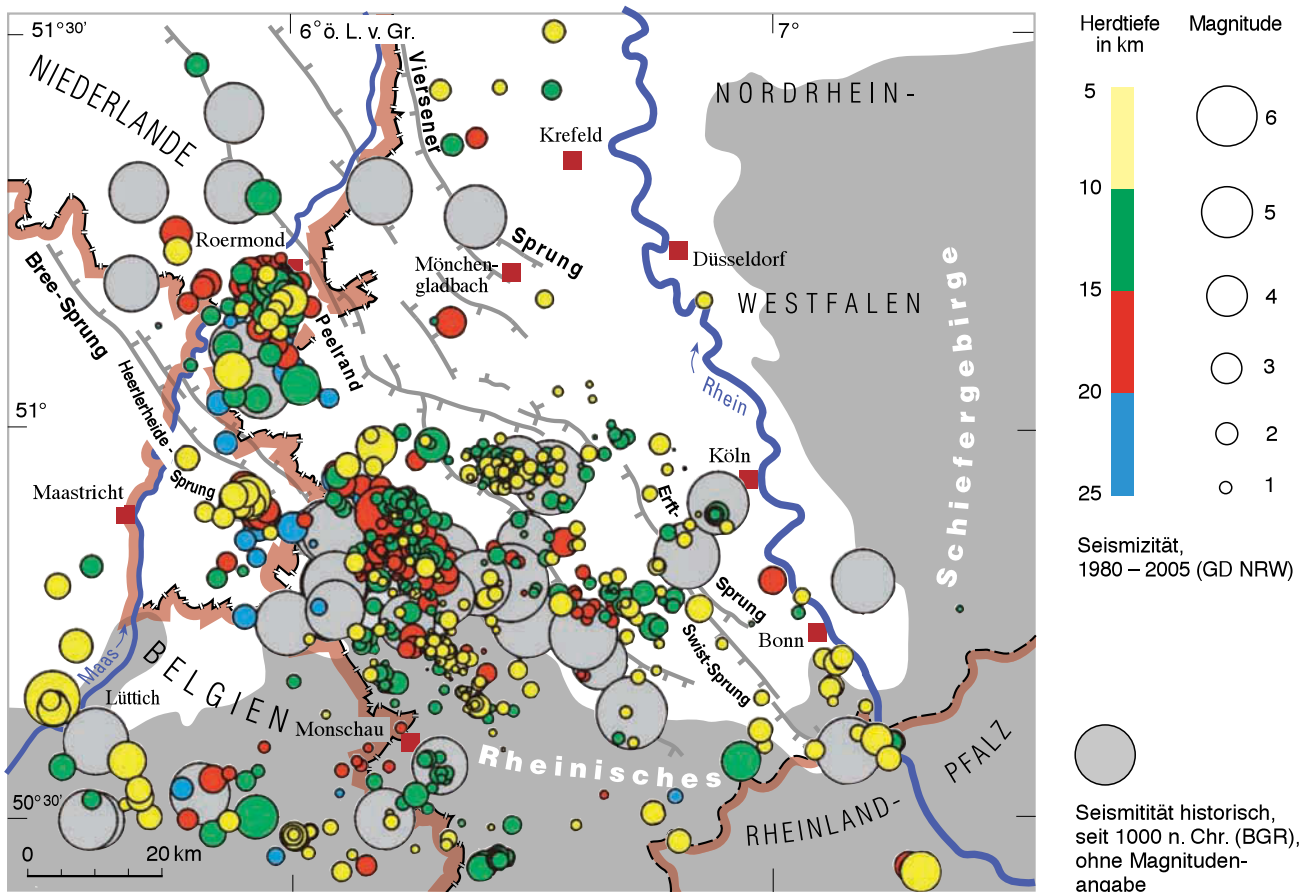 51°30'
6° ö. L. v. Gr.
7°
NIEDERLANDE
Viersener
Sprung
NORDRHEIN-
WESTFALEN
Krefeld
Roermond
Mönchen-
gladbach
Düsseldorf
Bree-Sprung
Peelrand
Heerlerheide-
Sprung
Rhein
51°
Köln
Maastricht
Erft-
Sprung
Schiefergebirge
Swist-Sprung
Bonn
Maas
BELGIEN
Lüttich
Monschau
Rheinisches
RHEINLAND-
PFALZ
50°30'
0
20 km
Herdtiefe
in km
5
10
15
20
25
Magnitude
6
5
4
3
2
1
Seismizität,
1980 – 2005 (GD NRW)
Seismitität historisch,
seit 1000 n. Chr. (BGR),
ohne Magnituden-
angabe